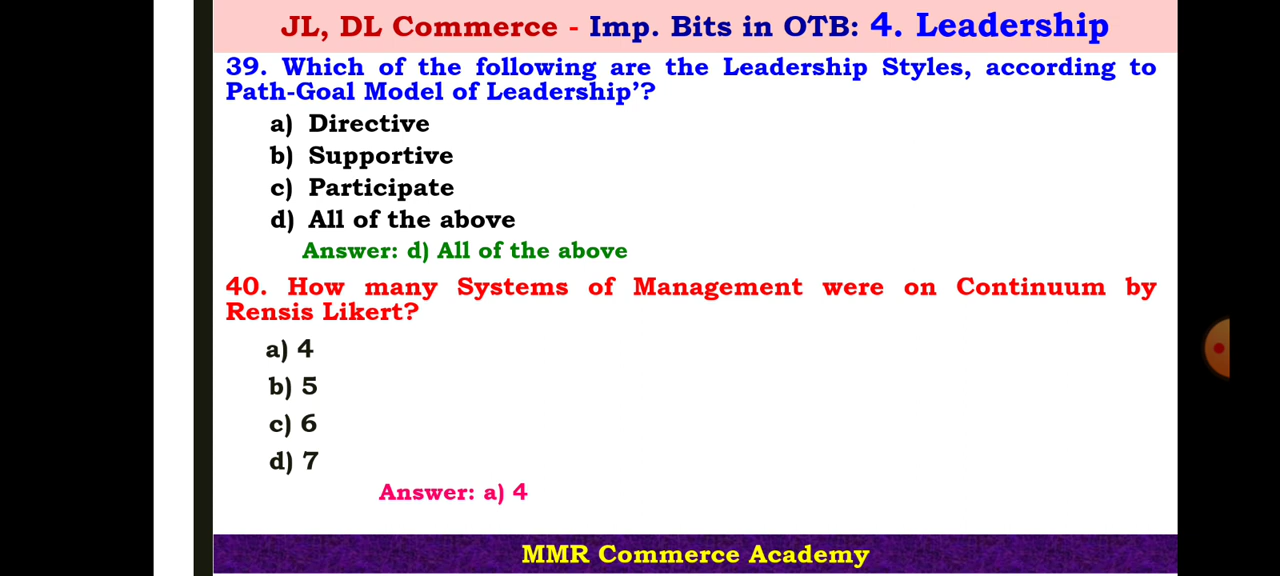 JL, DL Commerce - Imp. Bits in OTB: 4. Leadership
39. Which of the following are the Leadership Styles, according to
Path-Goal Model of Leadership’?
a) Directive
b) Supportive
c) Participate
d) All of the above
Answer: d) All of the above
40. How many Systems of Management were on Continuum by
Rensis Likert?
a) 4
b) 5
c) 6
d) 7
Answer: a) 4
MMR Commerce Academy